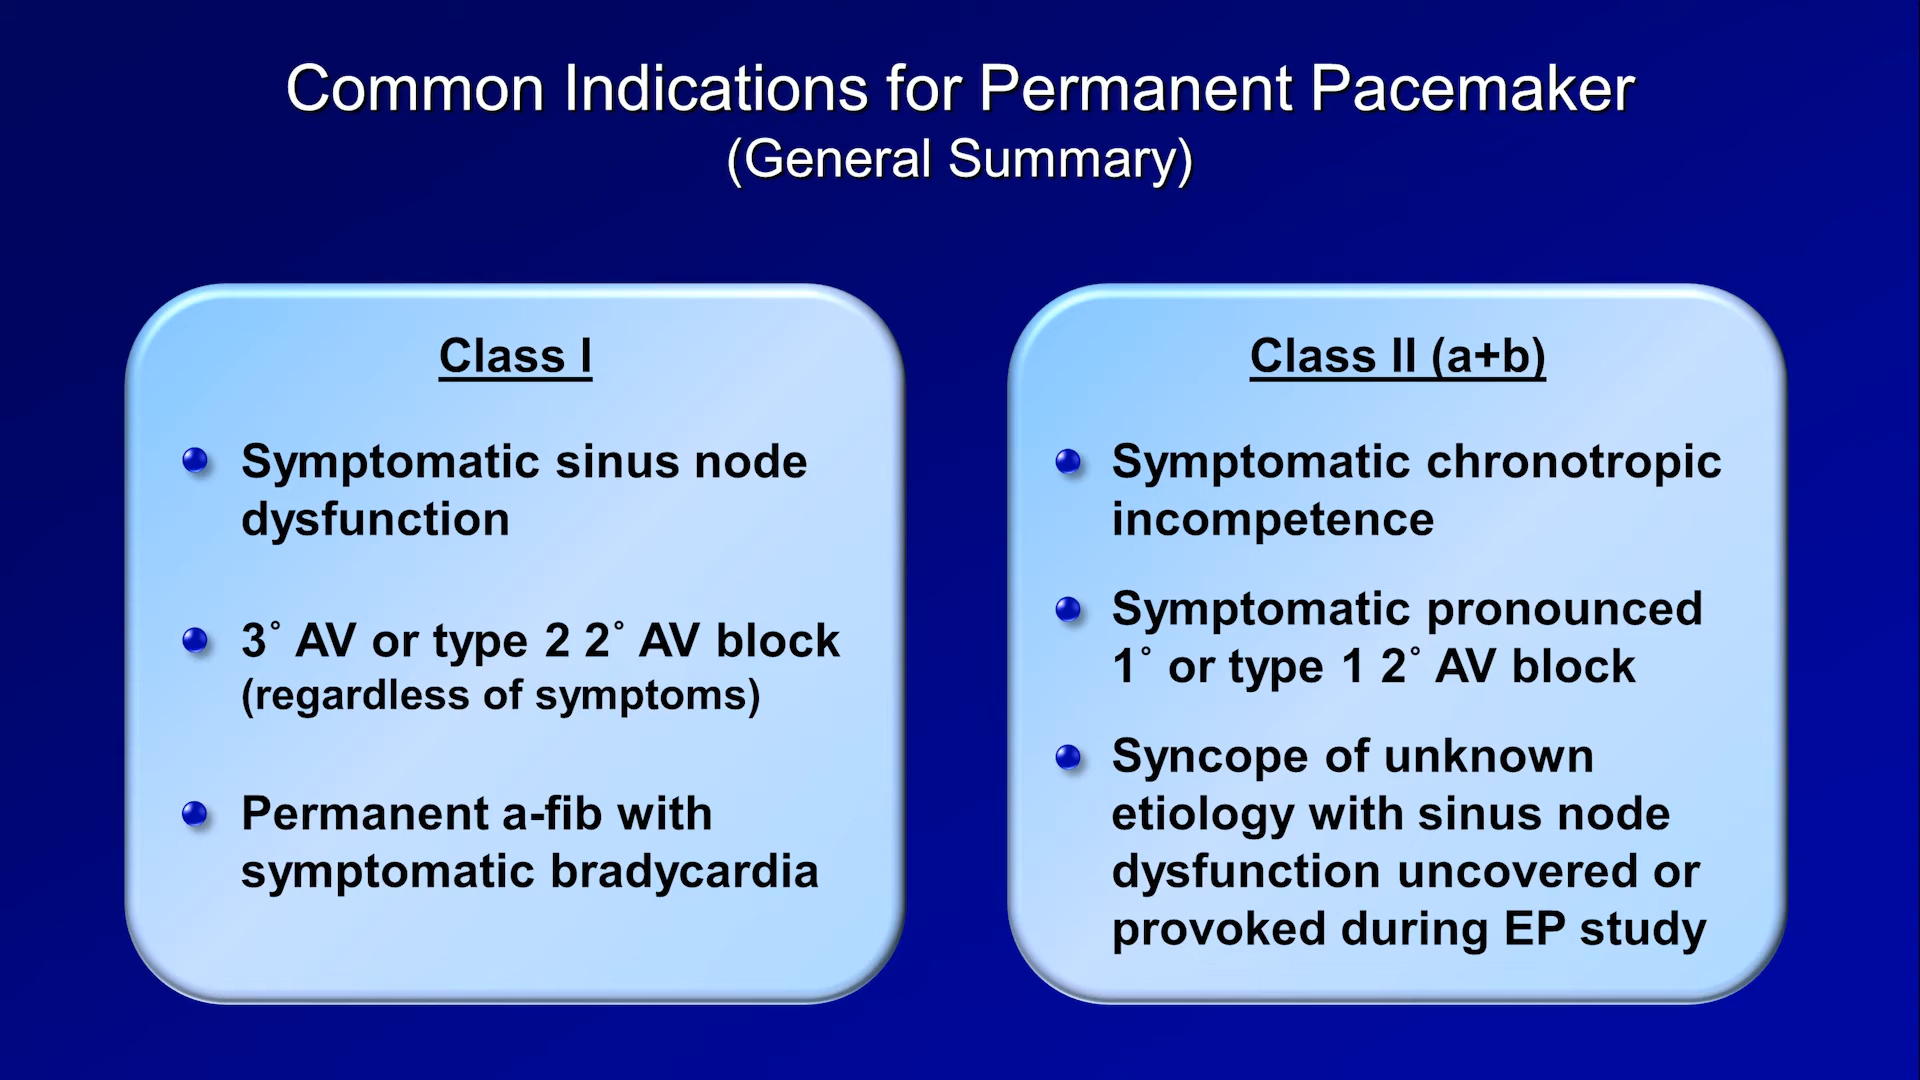 Common Indications for Permanent Pacemaker
(General Summary)
Class I
Symptomatic sinus node
dysfunction
3˚ AV or type 2 2˚ AV block
(regardless of symptoms)
Permanent a-fib with
symptomatic bradycardia
Class II (a+b)
Symptomatic chronotropic
incompetence
Symptomatic pronounced
1˚ or type 1 2˚ AV block
Syncope of unknown
etiology with sinus node
dysfunction uncovered or
provoked during EP study